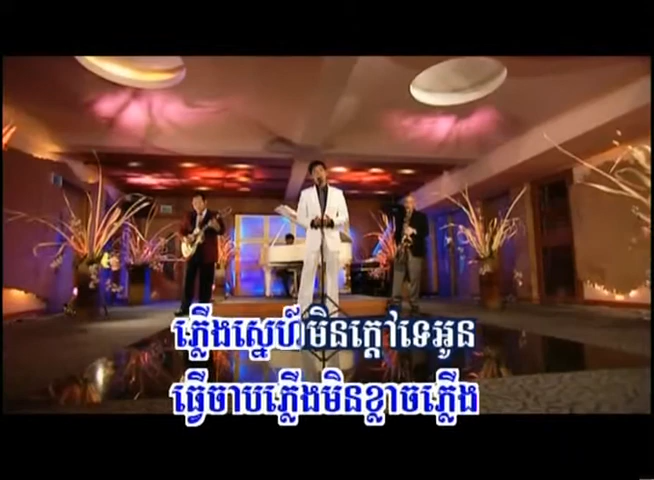 ភ្លើងស្នេហ៍មិនក្តៅទេអូន
ធ្វើចាបភ្លើងមិនខ្លាចភ្លើង